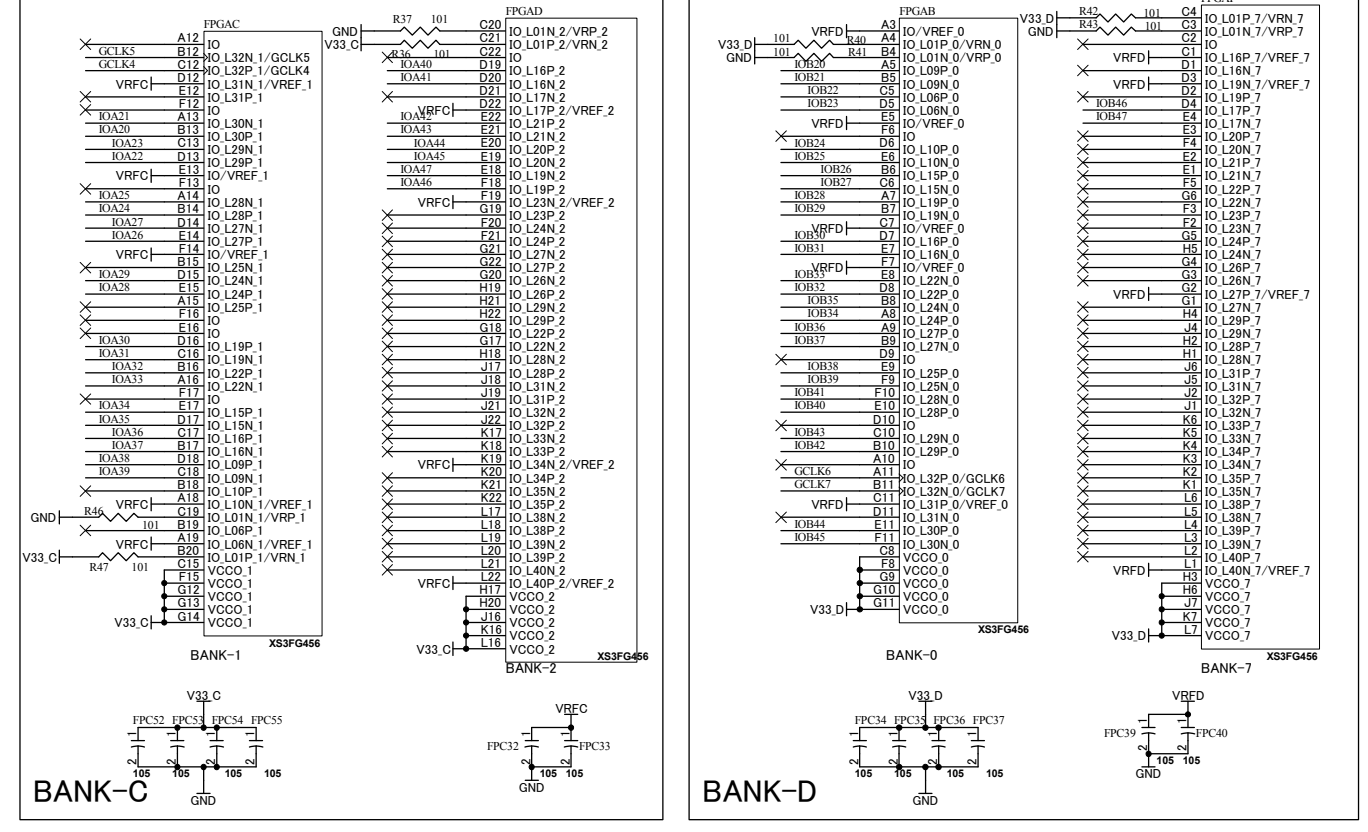 FPGAC
A12 IO
GCLK5 B12 IO_L32N_1/GCLK5
GCLK4 C12 IO_L32P_1/GCLK4
VRFC D12 IO_L31N_1/VREF_1
E12 IO_L31P_1
F12 IO
IOA21 A13 IO_L30N_1
IOA20 B13 IO_L30P_1
IOA23 C13 IO_L29N_1
IOA22 D13 IO_L29P_1
VRFC E13 IO/VREF_1
F13 IO
IOA25 A14 IO_L28N_1
IOA24 B14 IO_L28P_1
IOA27 D14 IO_L27N_1
IOA26 E14 IO_L27P_1
VRFC F14 IO/VREF_1
B15 IO_L25N_1
IOA29 D15 IO_L24N_1
IOA28 E15 IO_L24P_1
A15 IO_L25P_1
F16 IO
E16 IO
IOA30 D16 IO_L19P_1
IOA31 C16 IO_L19N_1
IOA32 B16 IO_L22P_1
IOA33 A16 IO_L22N_1
F17 IO
IOA34 E17 IO_L15P_1
IOA35 D17 IO_L15N_1
IOA36 C17 IO_L16P_1
IOA37 B17 IO_L16N_1
IOA38 D18 IO_L09P_1
IOA39 C18 IO_L09N_1
B18 IO_L10P_1
VRFC A18 IO_L10N_1/VREF_1
GND R46 101 C19 IO_L01N_1/VRP_1
B19 IO_L06P_1
VRFC A19 IO_L06N_1/VREF_1
V33_C R47 101 B20 IO_L01P_1/VRN_1
C15 VCCO_1
F15 VCCO_1
G12 VCCO_1
G13 VCCO_1
V33_C G14 VCCO_1
XS3FG456
BANK-1
FPGAD
GND R37 101 C20 IO_L01N_2/VRP_2
V33_C R36 101 C21 IO_L01P_2/VRN_2
C22 IO
IOA40 D19 IO_L16P_2
IOA41 D20 IO_L16N_2
D21 IO_L17N_2
VRFC D22 IO_L17P_2/VREF_2
IOA42 E22 IO_L21P_2
IOA43 E21 IO_L21N_2
IOA44 E20 IO_L20P_2
IOA45 E19 IO_L20N_2
IOA47 E18 IO_L19N_2
IOA46 F18 IO_L19P_2
VRFC F19 IO_L23N_2/VREF_2
G19 IO_L23P_2
F20 IO_L24N_2
F21 IO_L24P_2
G21 IO_L27N_2
G22 IO_L27P_2
G20 IO_L26N_2
H19 IO_L26P_2
H21 IO_L29N_2
H22 IO_L29P_2
G18 IO_L22P_2
G17 IO_L22N_2
H18 IO_L28N_2
J17 IO_L28P_2
J18 IO_L31N_2
J19 IO_L31P_2
J21 IO_L32N_2
J22 IO_L32P_2
K17 IO_L33N_2
K18 IO_L33P_2
VRFC K19 IO_L34N_2/VREF_2
K20 IO_L34P_2
K21 IO_L35N_2
K22 IO_L35P_2
L17 IO_L38N_2
L18 IO_L38P_2
L19 IO_L39N_2
L20 IO_L39P_2
L21 IO_L40N_2
VRFC L22 IO_L40P_2/VREF_2
H17 VCCO_2
H20 VCCO_2
J16 VCCO_2
K16 VCCO_2
V33_C L16 VCCO_2
XS3FG456
BANK-2
V33_C
FPC52 FPC53 FPC54 FPC55
1 1 1 1
2 2 2 2
105 105 105 105
GND
VRFC
FPC32 FPC33
1 1
2 2
105 105
GND
BANK-C
FPGAB
VRFD A3 IO/VREF_0
V33_D 101 R40 A4 IO_L01P_0/VRN_0
GND 101 R41 B4 IO_L01N_0/VRP_0
IOB20 A5 IO_L09P_0
IOB21 B5 IO_L09N_0
IOB22 C5 IO_L06P_0
IOB23 D5 IO_L06N_0
VRFD E5 IO/VREF_0
F6 IO
IOB24 D6 IO_L10P_0
IOB25 E6 IO_L10N_0
IOB26 B6 IO_L15P_0
IOB27 C6 IO_L15N_0
IOB28 A7 IO_L19P_0
IOB29 B7 IO_L19N_0
VRFD C7 IO/VREF_0
IOB30 D7 IO_L16P_0
IOB31 E7 IO_L16N_0
VRFD F7 IO/VREF_0
IOB33 E8 IO_L22N_0
IOB32 D8 IO_L22P_0
IOB35 B8 IO_L24N_0
IOB34 A8 IO_L24P_0
IOB36 A9 IO_L27P_0
IOB37 B9 IO_L27N_0
D9 IO
IOB38 E9 IO_L25P_0
IOB39 F9 IO_L25N_0
IOB41 F10 IO_L28N_0
IOB40 E10 IO_L28P_0
D10 IO
IOB43 C10 IO_L29N_0
IOB42 B10 IO_L29P_0
A10 IO
GCLK6 A11 IO_L32P_0/GCLK6
GCLK7 B11 IO_L32N_0/GCLK7
VRFD C11 IO_L31P_0/VREF_0
D11 IO_L31N_0
IOB44 E11 IO_L30P_0
IOB45 F11 IO_L30N_0
C8 VCCO_0
F8 VCCO_0
G9 VCCO_0
G10 VCCO_0
V33_D G11 VCCO_0
XS3FG456
BANK-0
V33_D R42 101 C4 IO_L01P_7/VRN_7
GND R43 101 C3 IO_L01N_7/VRP_7
C2 IO
VRFD C1 IO_L16P_7/VREF_7
D1 IO_L16N_7
VRFD D3 IO_L19N_7/VREF_7
D2 IO_L19P_7
IOB46 D4 IO_L17P_7
IOB47 E4 IO_L17N_7
E3 IO_L20P_7
F4 IO_L20N_7
E2 IO_L21P_7
E1 IO_L21N_7
F5 IO_L22P_7
G6 IO_L22N_7
F3 IO_L23P_7
F2 IO_L23N_7
G5 IO_L24P_7
H5 IO_L24N_7
G4 IO_L26P_7
G3 IO_L26N_7
VRFD G2 IO_L27P_7/VREF_7
G1 IO_L27N_7
H4 IO_L29P_7
J4 IO_L29N_7
H2 IO_L28P_7
H1 IO_L28N_7
J6 IO_L31P_7
J5 IO_L31N_7
J2 IO_L32P_7
J1 IO_L32N_7
K6 IO_L33P_7
K5 IO_L33N_7
K4 IO_L34P_7
K3 IO_L34N_7
K2 IO_L35P_7
K1 IO_L35N_7
L6 IO_L38P_7
L5 IO_L38N_7
L4 IO_L39P_7
L3 IO_L39N_7
L2 IO_L40P_7
VRFD L1 IO_L40N_7/VREF_7
H3 VCCO_7
H6 VCCO_7
J7 VCCO_7
K7 VCCO_7
V33_D L7 VCCO_7
XS3FG456
BANK-7
V33_D
FPC34 FPC35 FPC36 FPC37
1 1 1 1
2 2 2 2
105 105 105 105
GND
VRFD
FPC39 FPC40
1 1
2 2
105 105
GND
BANK-D